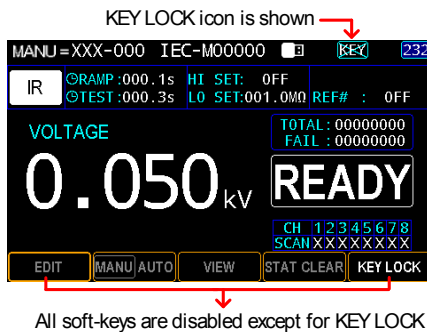 KEY LOCK icon is shown
MANU=XXX-000 IEC-M00000 KEY 232
IR
RAMP:000.1s HI SET: OFF
TEST:000.3s LO SET:001.0MΩ REF# : OFF
VOLTAGE
TOTAL:00000000
FAIL :00000000
0.050kV
READY
CH 12345678
SCANXXXXXXXX
EDIT MANU AUTO VIEW STAT CLEAR KEY LOCK
All soft-keys are disabled except for KEY LOCK